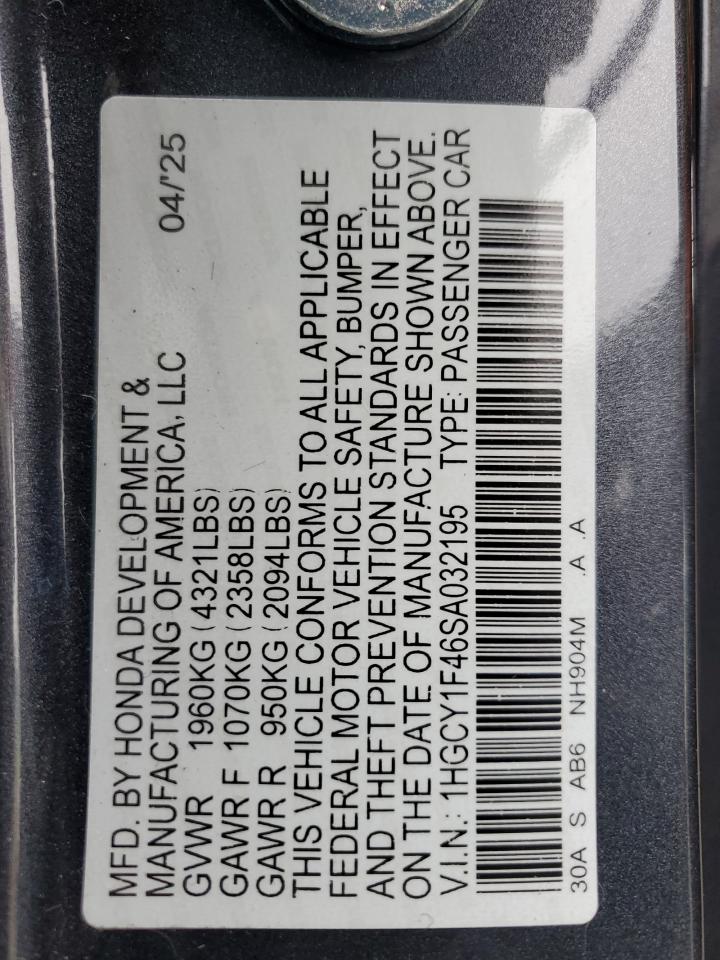 MFD. BY HONDA DEVELOPMENT &
MANUFACTURING OF AMERICA, LLC 04/'25
GVWR 1960KG (4321LBS)
GAWR F 1070KG (2358LBS)
GAWR R 950KG (2094LBS)
THIS VEHICLE CONFORMS TO ALL APPLICABLE
FEDERAL MOTOR VEHICLE SAFETY, BUMPER,
AND THEFT PREVENTION STANDARDS IN EFFECT
ON THE DATE OF MANUFACTURE SHOWN ABOVE.
V.I.N.: 1HGCY1F46SA032195 TYPE: PASSENGER CAR
30A S AB6 NH904M .A .A